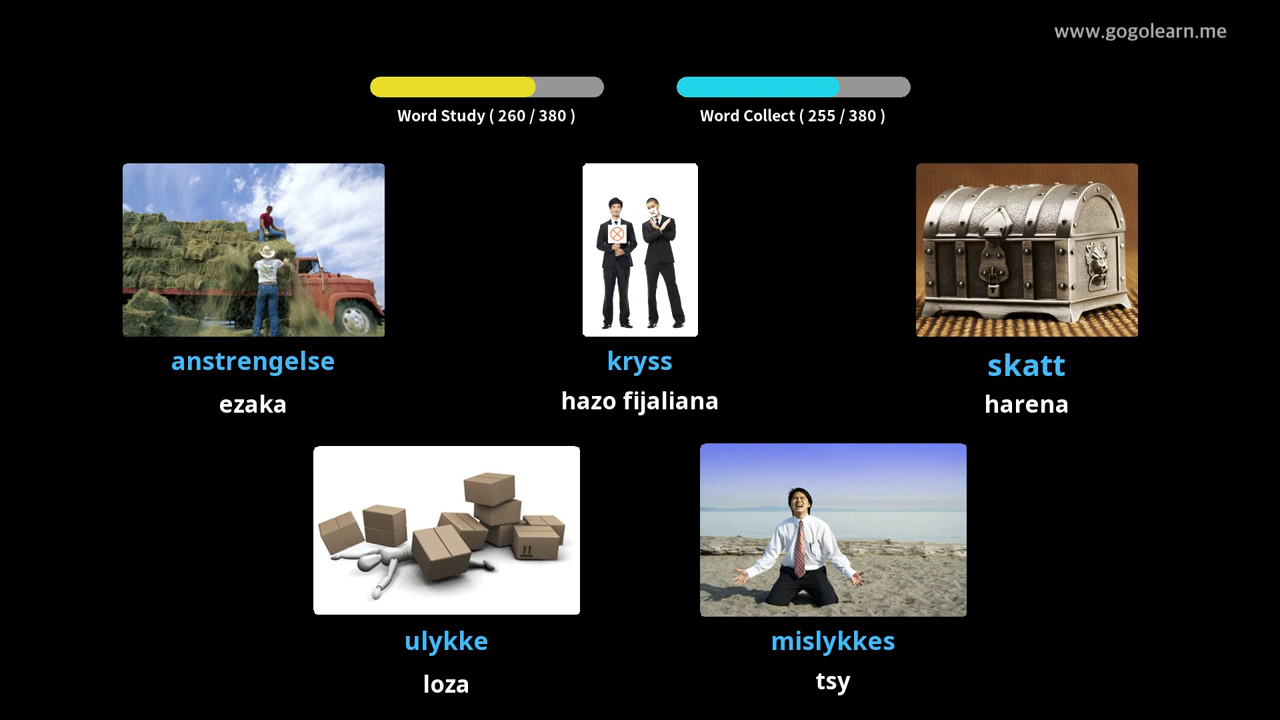 www.gogolearn.me
Word Study ( 260 / 380 )
Word Collect ( 255 / 380 )
anstrengelse
ezaka
kryss
hazo fijaliana
skatt
harena
ulykke
loza
mislykkes
tsy